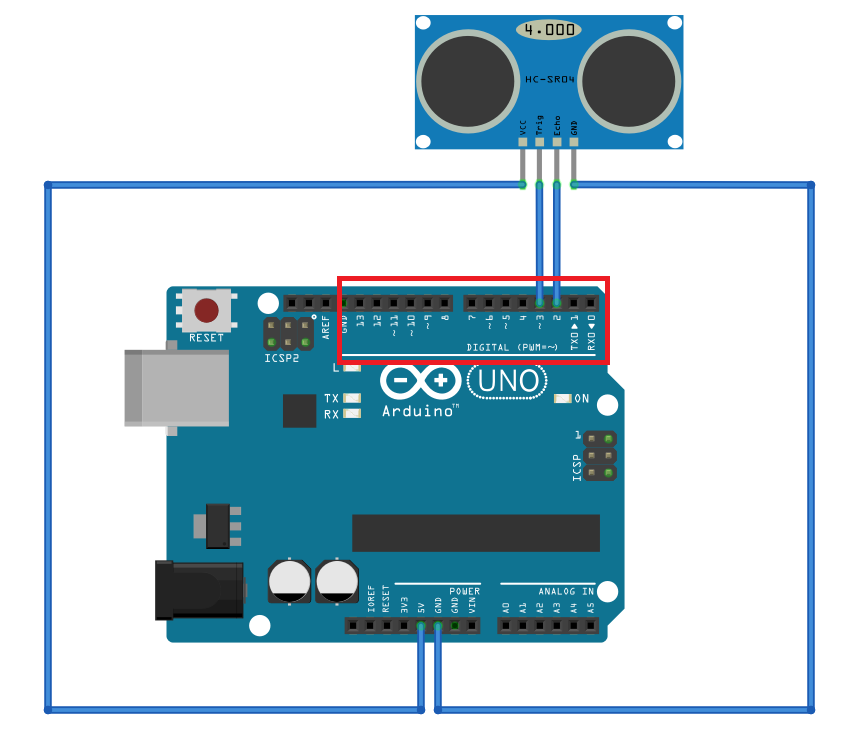 4.000
HC-SR04
VCC
Trig
Echo
GND
RESET
ICSP2
AREF
GND
13
12
~11
~10
~9
8
7
~6
~5
4
~3
2
TX0▶1
RX0◀0
DIGITAL (PWM=~)
L
TX
RX
Arduino™
UNO
ON
1
ICSP
IOREF
RESET
3V3
5V
GND
GND
VIN
POWER
ANALOG IN
A0
A1
A2
A3
A4
A5